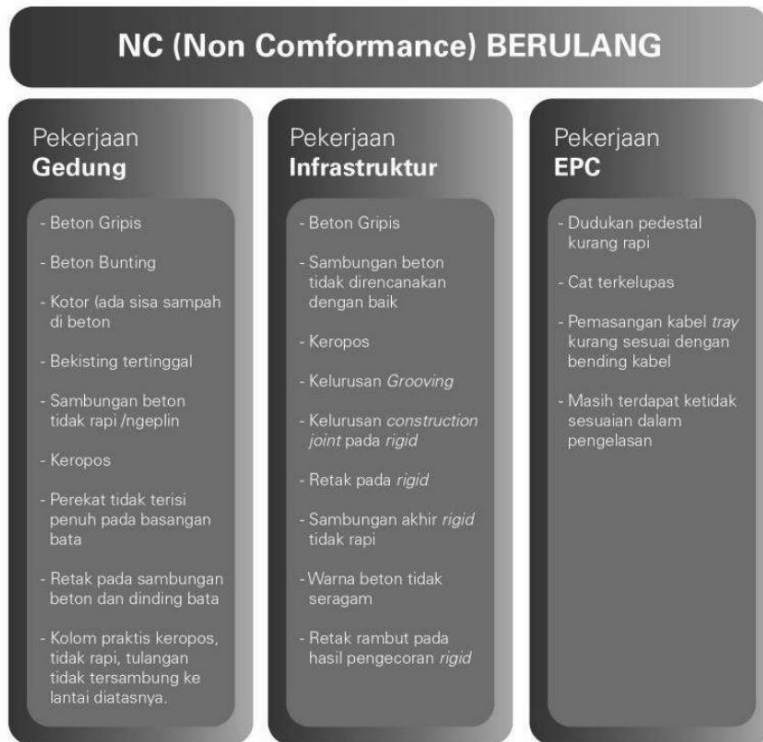 NC (Non Comformance) BERULANG
Pekerjaan
Gedung
- Beton Gripis
- Beton Bunting
- Kotor (ada sisa sampah
di beton
- Bekisting tertinggal
- Sambungan beton
tidak rapi /ngeplin
- Keropos
- Perekat tidak terisi
penuh pada basangan
bata
- Retak pada sambungan
beton dan dinding bata
- Kolom praktis keropos,
tidak rapi, tulangan
tidak tersambung ke
lantai diatasnya.
Pekerjaan
Infrastruktur
- Beton Gripis
- Sambungan beton
tidak direncanakan
dengan baik
- Keropos
- Kelurusan Grooving
- Kelurusan construction
joint pada rigid
- Retak pada rigid
- Sambungan akhir rigid
tidak rapi
- Warna beton tidak
seragam
- Retak rambut pada
hasil pengecoran rigid
Pekerjaan
EPC
- Dudukan pedestal
kurang rapi
- Cat terkelupas
- Pemasangan kabel tray
kurang sesuai dengan
bending kabel
- Masih terdapat ketidak
sesuaian dalam
pengelasan